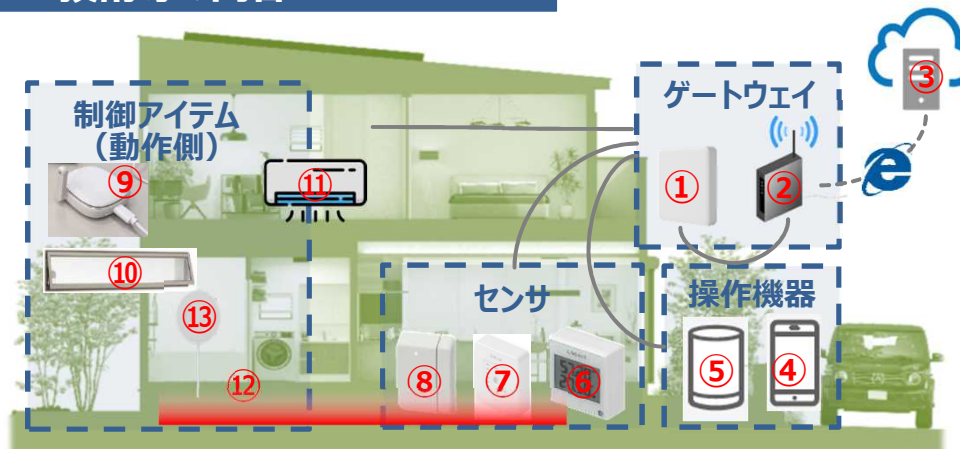 制御アイテム
（動作側）
⑨
⑩
⑪
⑬
⑫
ゲートウェイ
①
②
③
センサ
⑧
⑦
⑥
操作機器
⑤
④